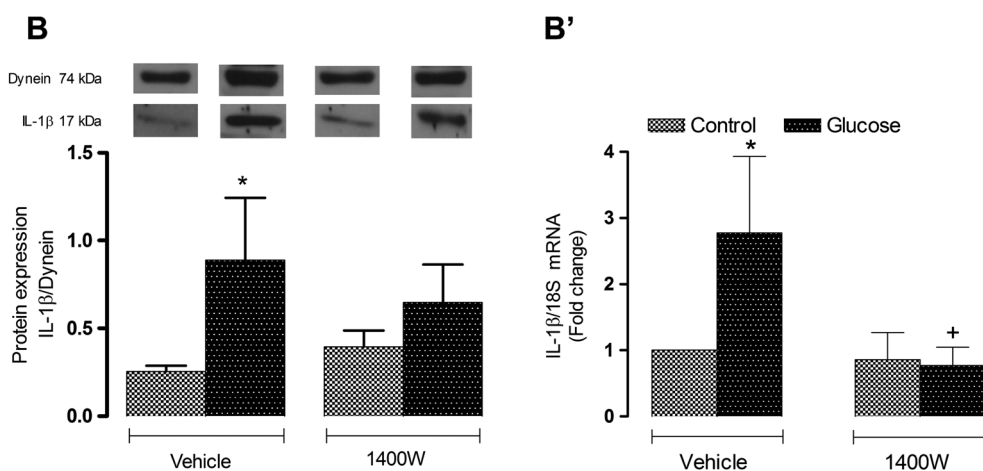 B
Dynein 74 kDa
IL-1β 17 kDa
1.5
1.0
0.5
0.0
Protein expression
IL-1β/Dynein
*
Vehicle
1400W
B’
Control
Glucose
4
3
2
1
0
IL-1β/18S mRNA
(Fold change)
*
+
Vehicle
1400W